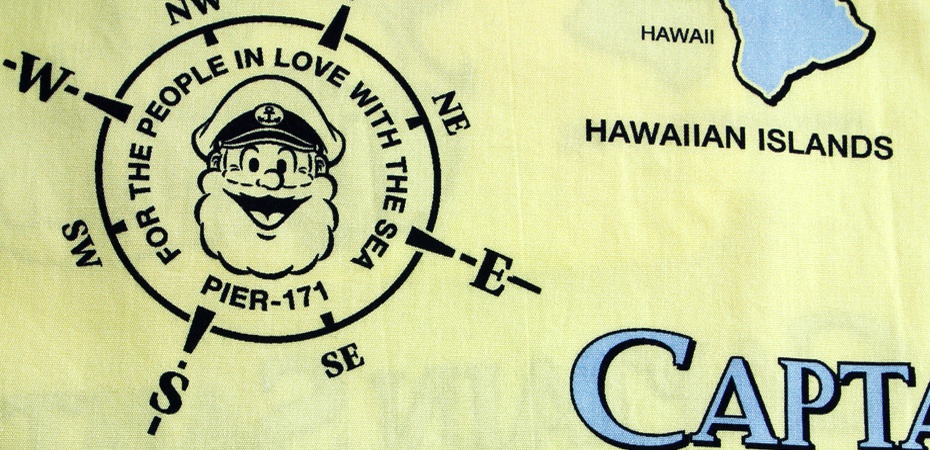 NW
W
FOR THE PEOPLE IN LOVE WITH THE SEA
NE
SW
E
PIER-171
SE
S
HAWAII
HAWAIIAN ISLANDS
CAPTA